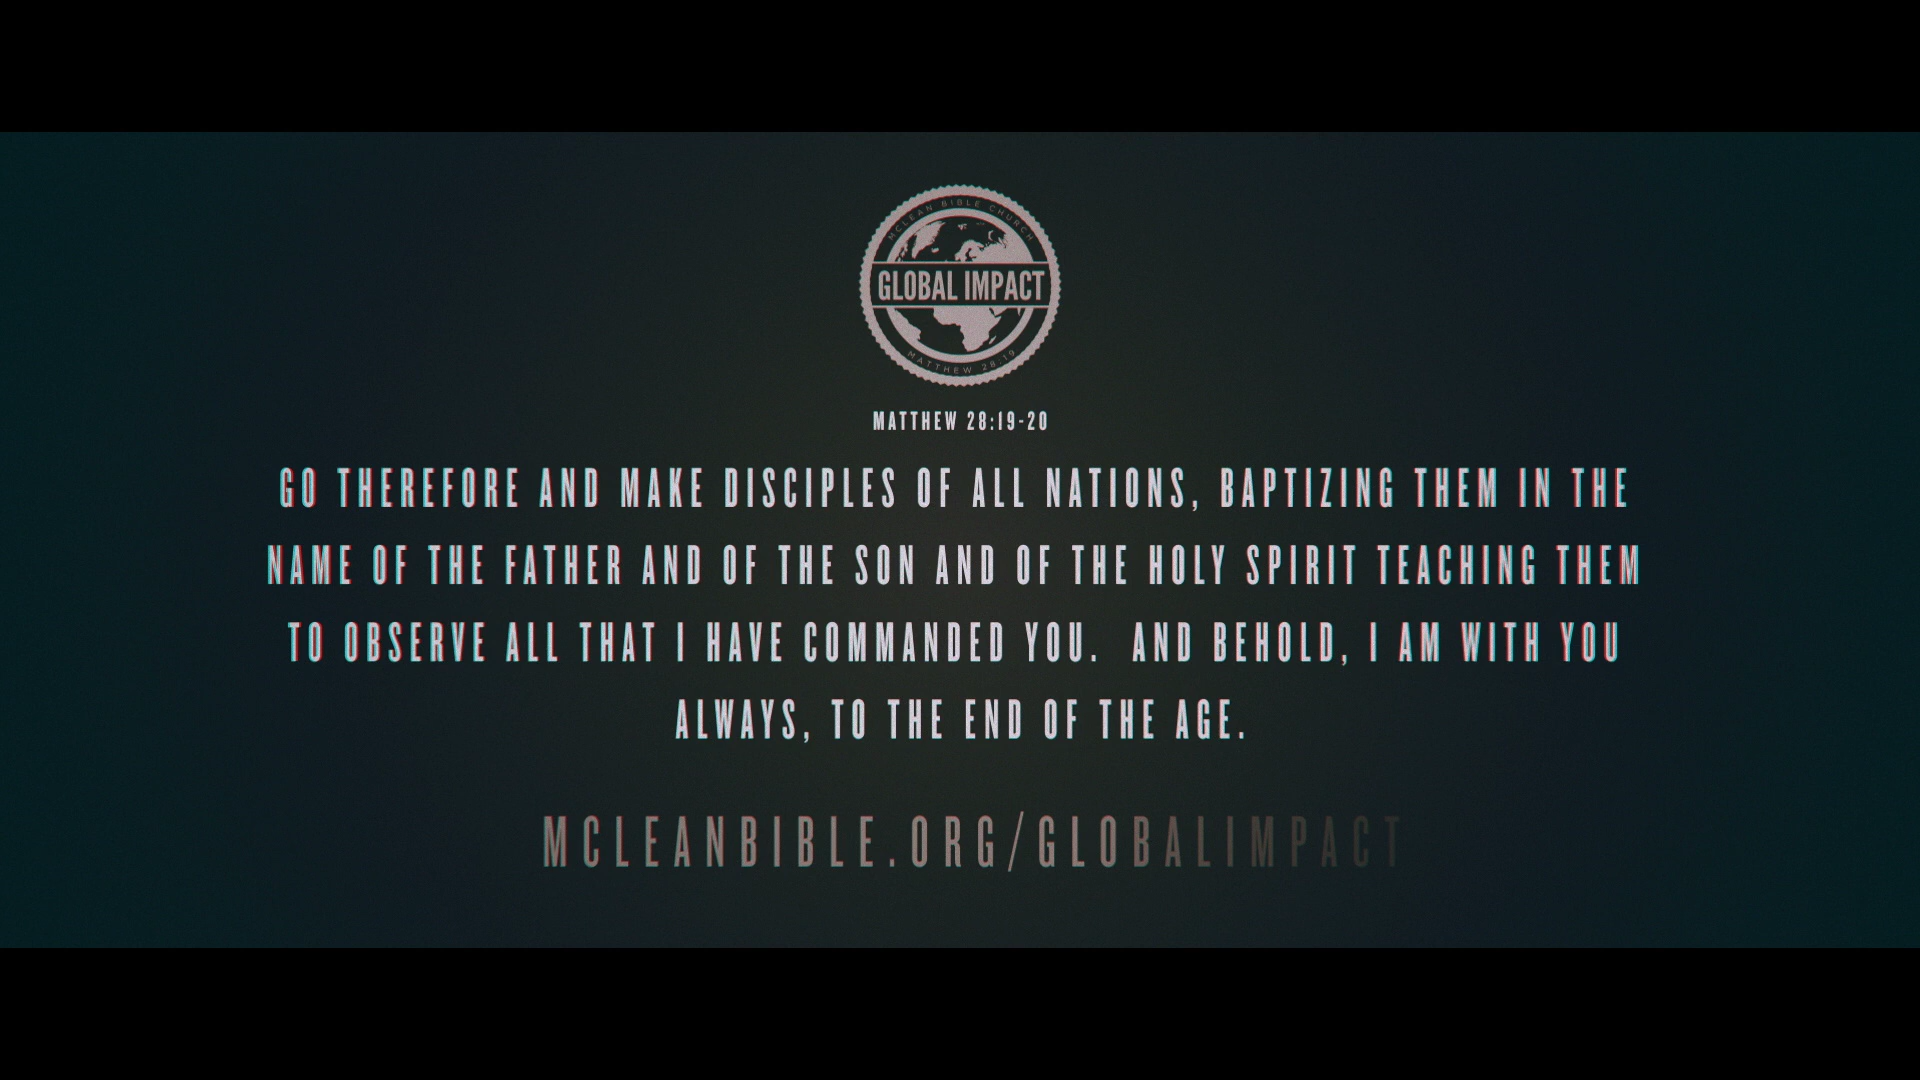 MCLEAN BIBLE CHURCH
GLOBAL IMPACT
MATTHEW 28:19
MATTHEW 28:19-20
GO THEREFORE AND MAKE DISCIPLES OF ALL NATIONS, BAPTIZING THEM IN THE
NAME OF THE FATHER AND OF THE SON AND OF THE HOLY SPIRIT TEACHING THEM
TO OBSERVE ALL THAT I HAVE COMMANDED YOU.  AND BEHOLD, I AM WITH YOU
ALWAYS, TO THE END OF THE AGE.
MCLEANBIBLE.ORG/GLOBALIMPACT